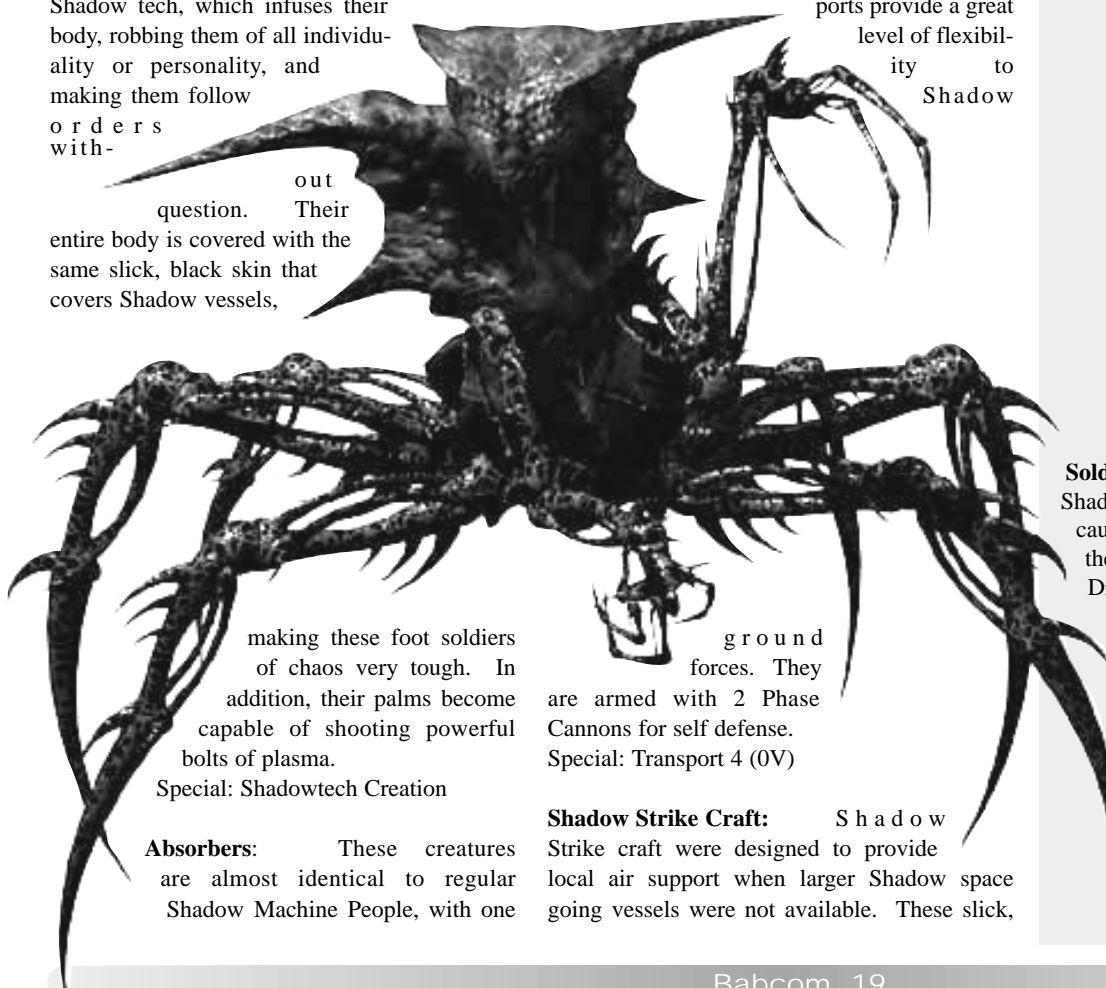 Shadow tech, which infuses their
body, robbing them of all individu-
ality or personality, and
making them follow
orders
with-
out
question. Their
entire body is covered with the
same slick, black skin that
covers Shadow vessels,
making these foot soldiers
of chaos very tough. In
addition, their palms become
capable of shooting powerful
bolts of plasma.
Special: Shadowtech Creation
Absorbers: These creatures
are almost identical to regular
Shadow Machine People, with one
ports provide a great
level of flexibil-
ity to
Shadow
ground
forces. They
are armed with 2 Phase
Cannons for self defense.
Special: Transport 4 (0V)
Shadow Strike Craft: Shadow
Strike craft were designed to provide
local air support when larger Shadow space
going vessels were not available. These slick,
Sold
Shad
cau
the
D
Babcom 19